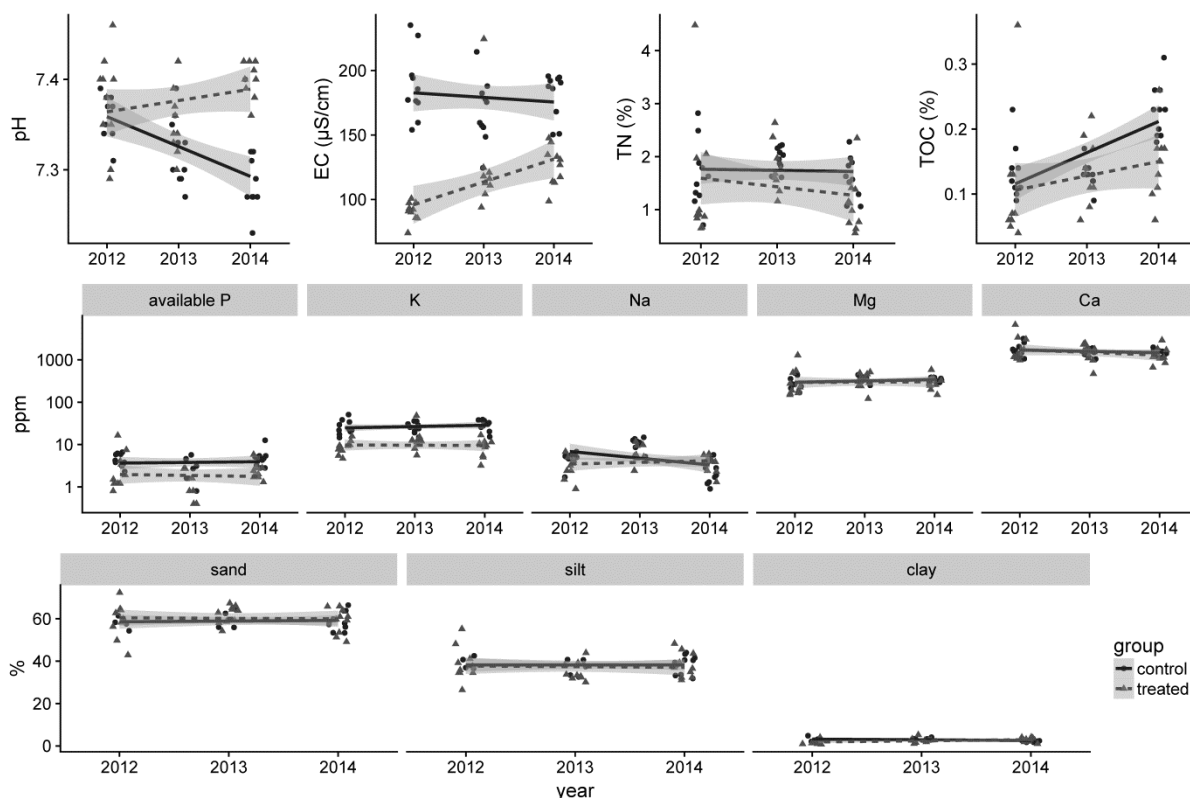 pH
7.4
7.3
2012 2013 2014
EC (µS/cm)
200
150
100
2012 2013 2014
TN (%)
4
3
2
1
2012 2013 2014
TOC (%)
0.3
0.2
0.1
2012 2013 2014
available P K Na Mg Ca
ppm
1000
100
10
1
2012 2013 2014 2012 2013 2014 2012 2013 2014 2012 2013 2014 2012 2013 2014
sand silt clay
%
60
40
20
0
2012 2013 2014 2012 2013 2014 2012 2013 2014
year
group
control
treated